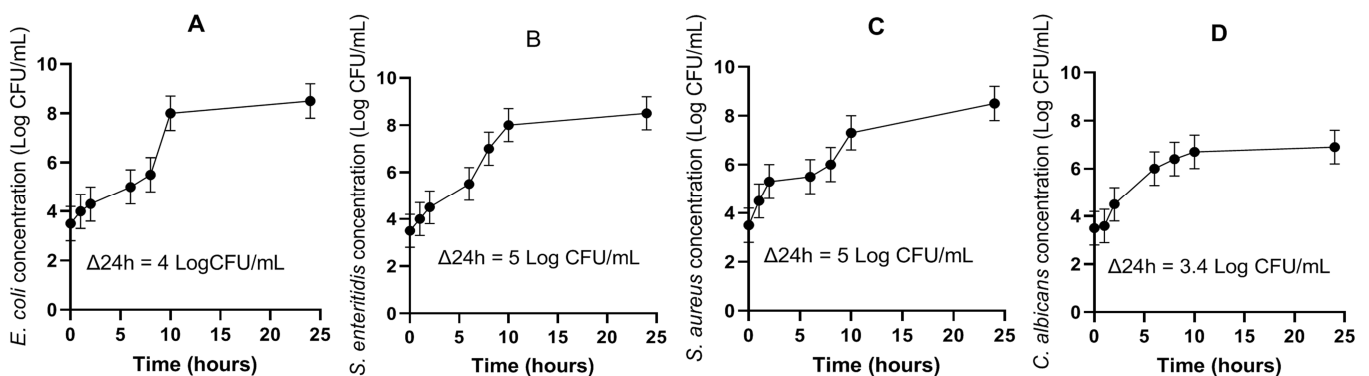 A
E. coli concentration (Log CFU/mL)
10
8
6
4
2
0
Δ24h = 4 LogCFU/mL
0 5 10 15 20 25
Time (hours)
B
S. enteritidis concentration (Log CFU/mL)
10
8
6
4
2
0
Δ24h = 5 Log CFU/mL
0 5 10 15 20 25
Time (hours)
C
S. aureus concentration (Log CFU/mL)
10
8
6
4
2
0
Δ24h = 5 Log CFU/mL
0 5 10 15 20 25
Time (hours)
D
C. albicans concentration (Log CFU/mL)
10
8
6
4
2
0
Δ24h = 3.4 Log CFU/mL
0 5 10 15 20 25
Time (hours)